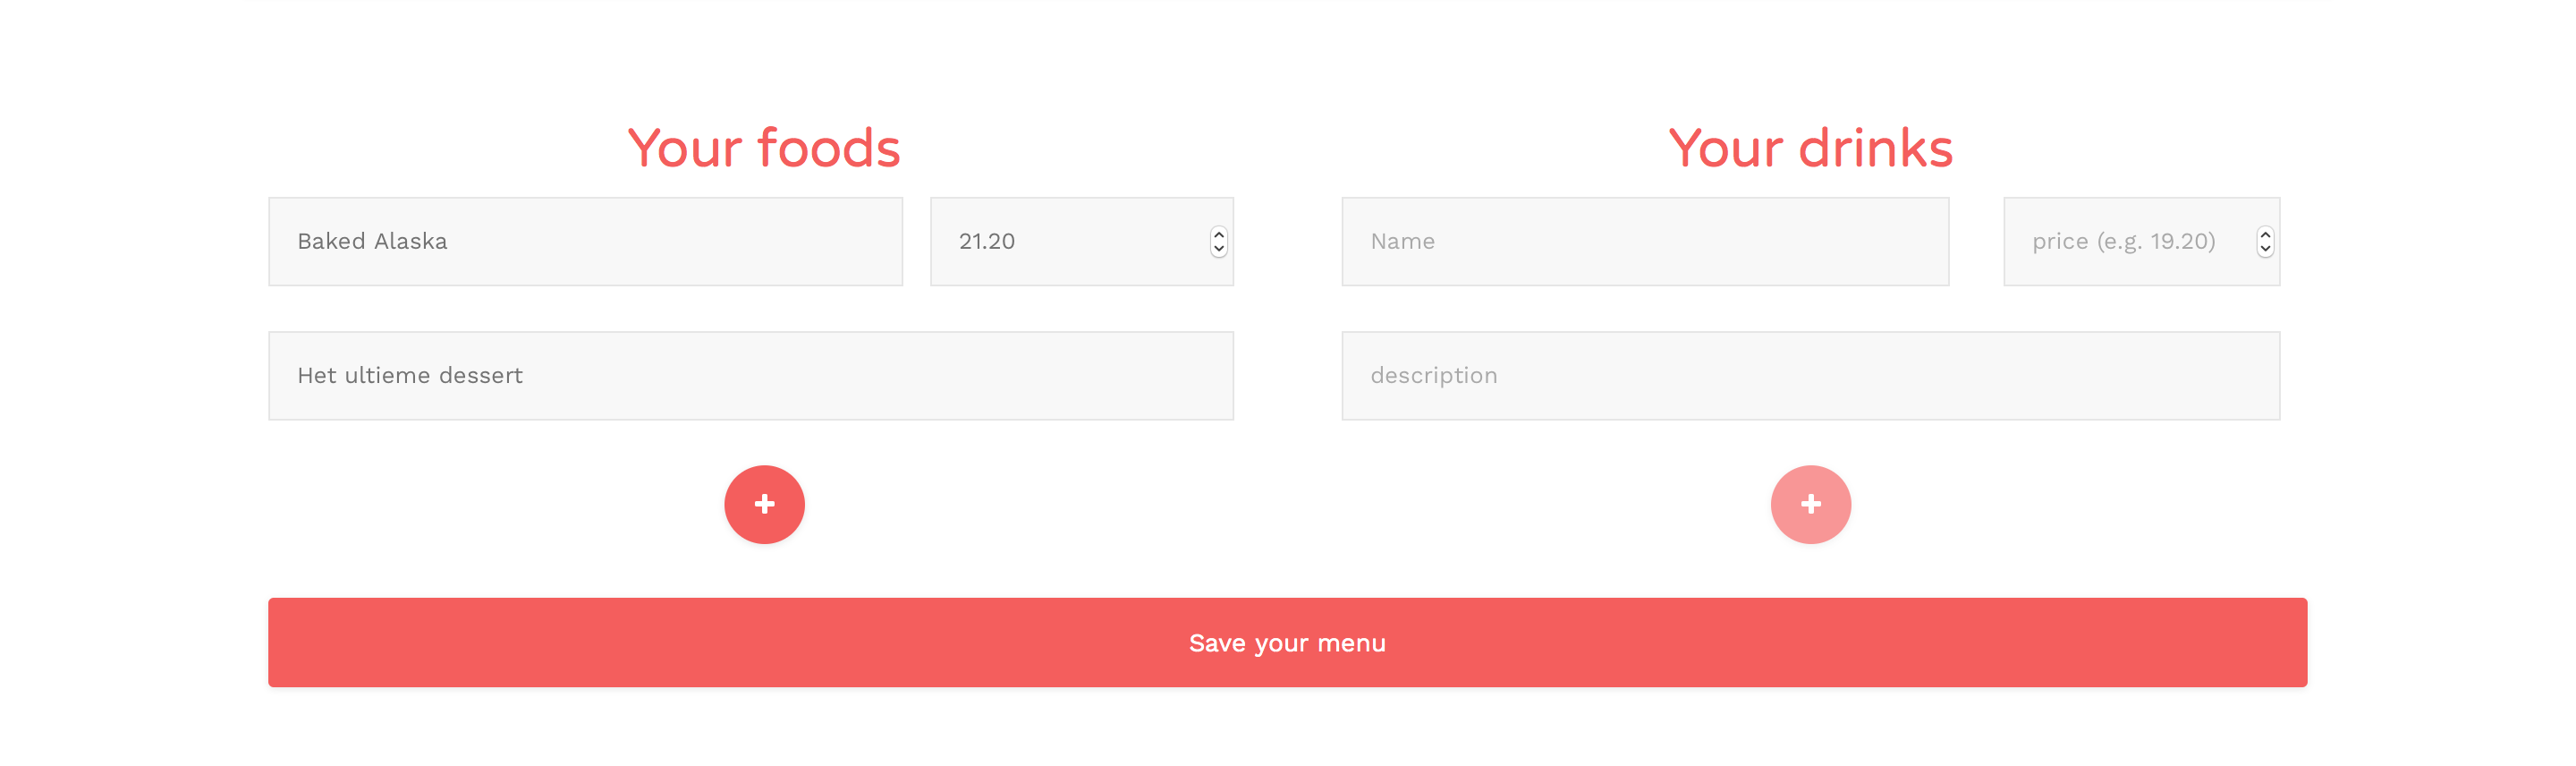 Your foods
Baked Alaska
21.20
Het ultieme dessert
+
Your drinks
Name
price (e.g. 19.20)
description
+
Save your menu